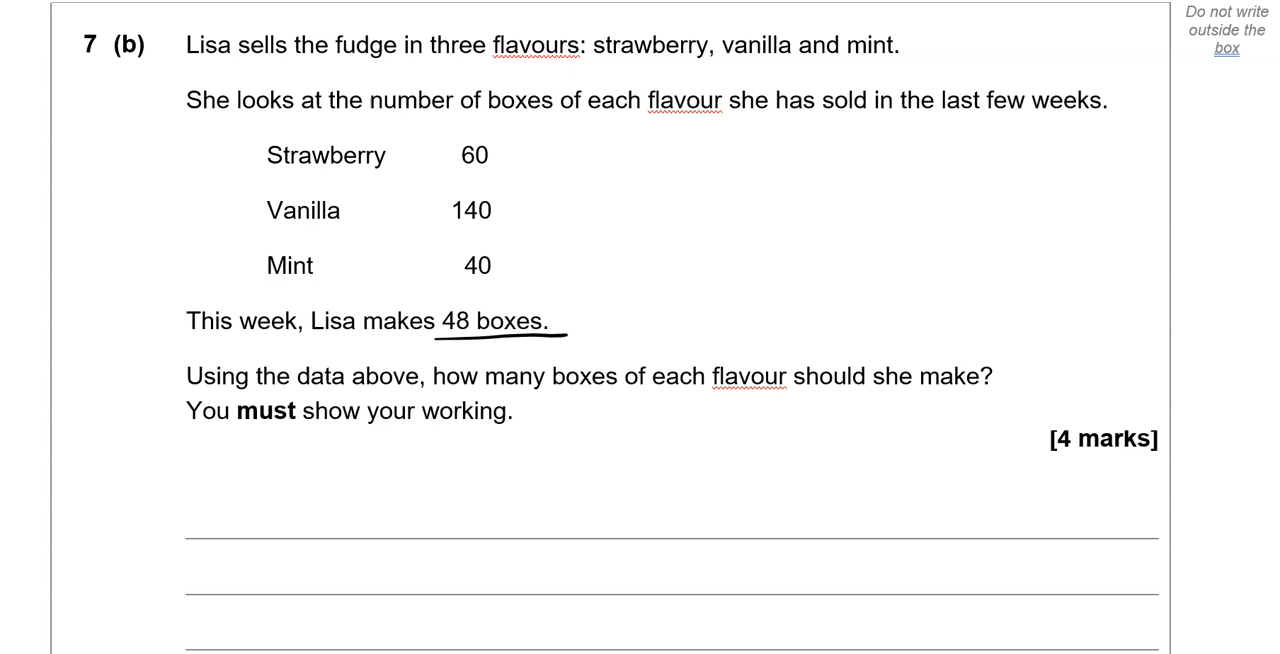 Do not write
outside the
box
7 (b) Lisa sells the fudge in three flavours: strawberry, vanilla and mint.
She looks at the number of boxes of each flavour she has sold in the last few weeks.
Strawberry 60
Vanilla 140
Mint 40
This week, Lisa makes 48 boxes.
Using the data above, how many boxes of each flavour should she make?
You must show your working.
[4 marks]